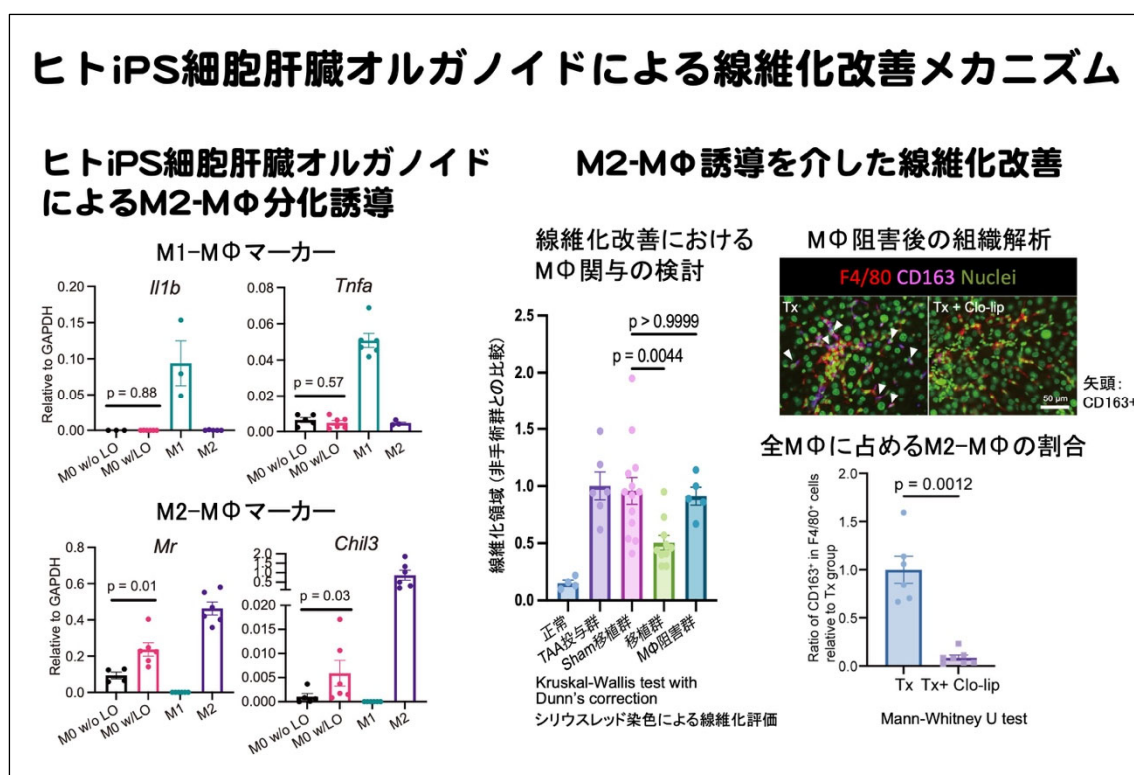 ヒトiPS細胞肝臓オルガノイドによる線維化改善メカニズム
ヒトiPS細胞肝臓オルガノイド
によるM2-MΦ分化誘導
M1-MΦマーカー
Il1b
Relative to GAPDH
0.20
0.15
0.10
0.05
0.00
p = 0.88
M0 w/o LO
M0 w/LO
M1
M2
Tnfa
0.08
0.06
0.04
0.02
0.00
p = 0.57
M0 w/o LO
M0 w/LO
M1
M2
M2-MΦマーカー
Mr
Relative to GAPDH
0.8
0.6
0.4
0.2
0.0
p = 0.01
M0 w/o LO
M0 w/LO
M1
M2
Chil3
2.0
1.5
1.0
0.5
0.020
0.015
0.010
0.005
0.000
p = 0.03
M0 w/o LO
M0 w/LO
M1
M2
M2-MΦ誘導を介した線維化改善
線維化改善における
MΦ関与の検討
線維化領域（非手術群との比較）
2.5
2.0
1.5
1.0
0.5
0.0
p > 0.9999
p = 0.0044
正常
TAA投与群
Sham移植群
移植群
MΦ阻害群
Kruskal-Wallis test with
Dunn's correction
シリウスレッド染色による線維化評価
MΦ阻害後の組織解析
F4/80 CD163 Nuclei
Tx
Tx + Clo-lip
50 μm
矢頭：
CD163+
全MΦに占めるM2-MΦの割合
Ratio of CD163⁺ in F4/80⁺ cells
relative to Tx group
2.0
1.5
1.0
0.5
0.0
p = 0.0012
Tx
Tx+ Clo-lip
Mann-Whitney U test